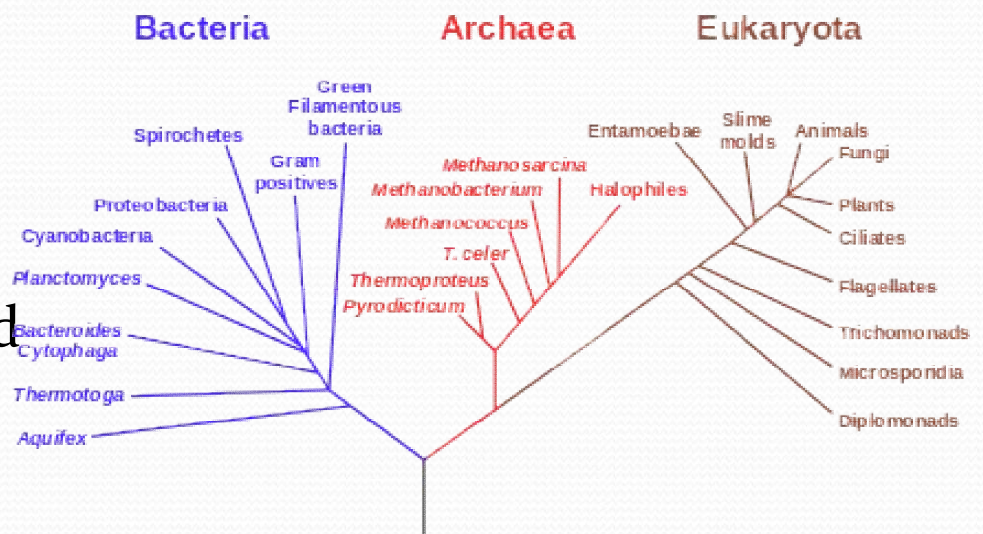 Bacteria
Archaea
Eukaryota
Green
Filamentous
bacteria
Spirochetes
Gram
positives
Proteobacteria
Cyanobacteria
Planctomyces
d
Bacteroides
Cytophaga
Thermotoga
Aquifex
Methanosarcina
Methanobacterium
Halophiles
Methanococcus
T. celer
Thermoproteus
Pyrodicticum
Entamoebae
Slime
molds
Animals
Fungi
Plants
Ciliates
Flagellates
Trichomonads
Microsporidia
Diplomonads